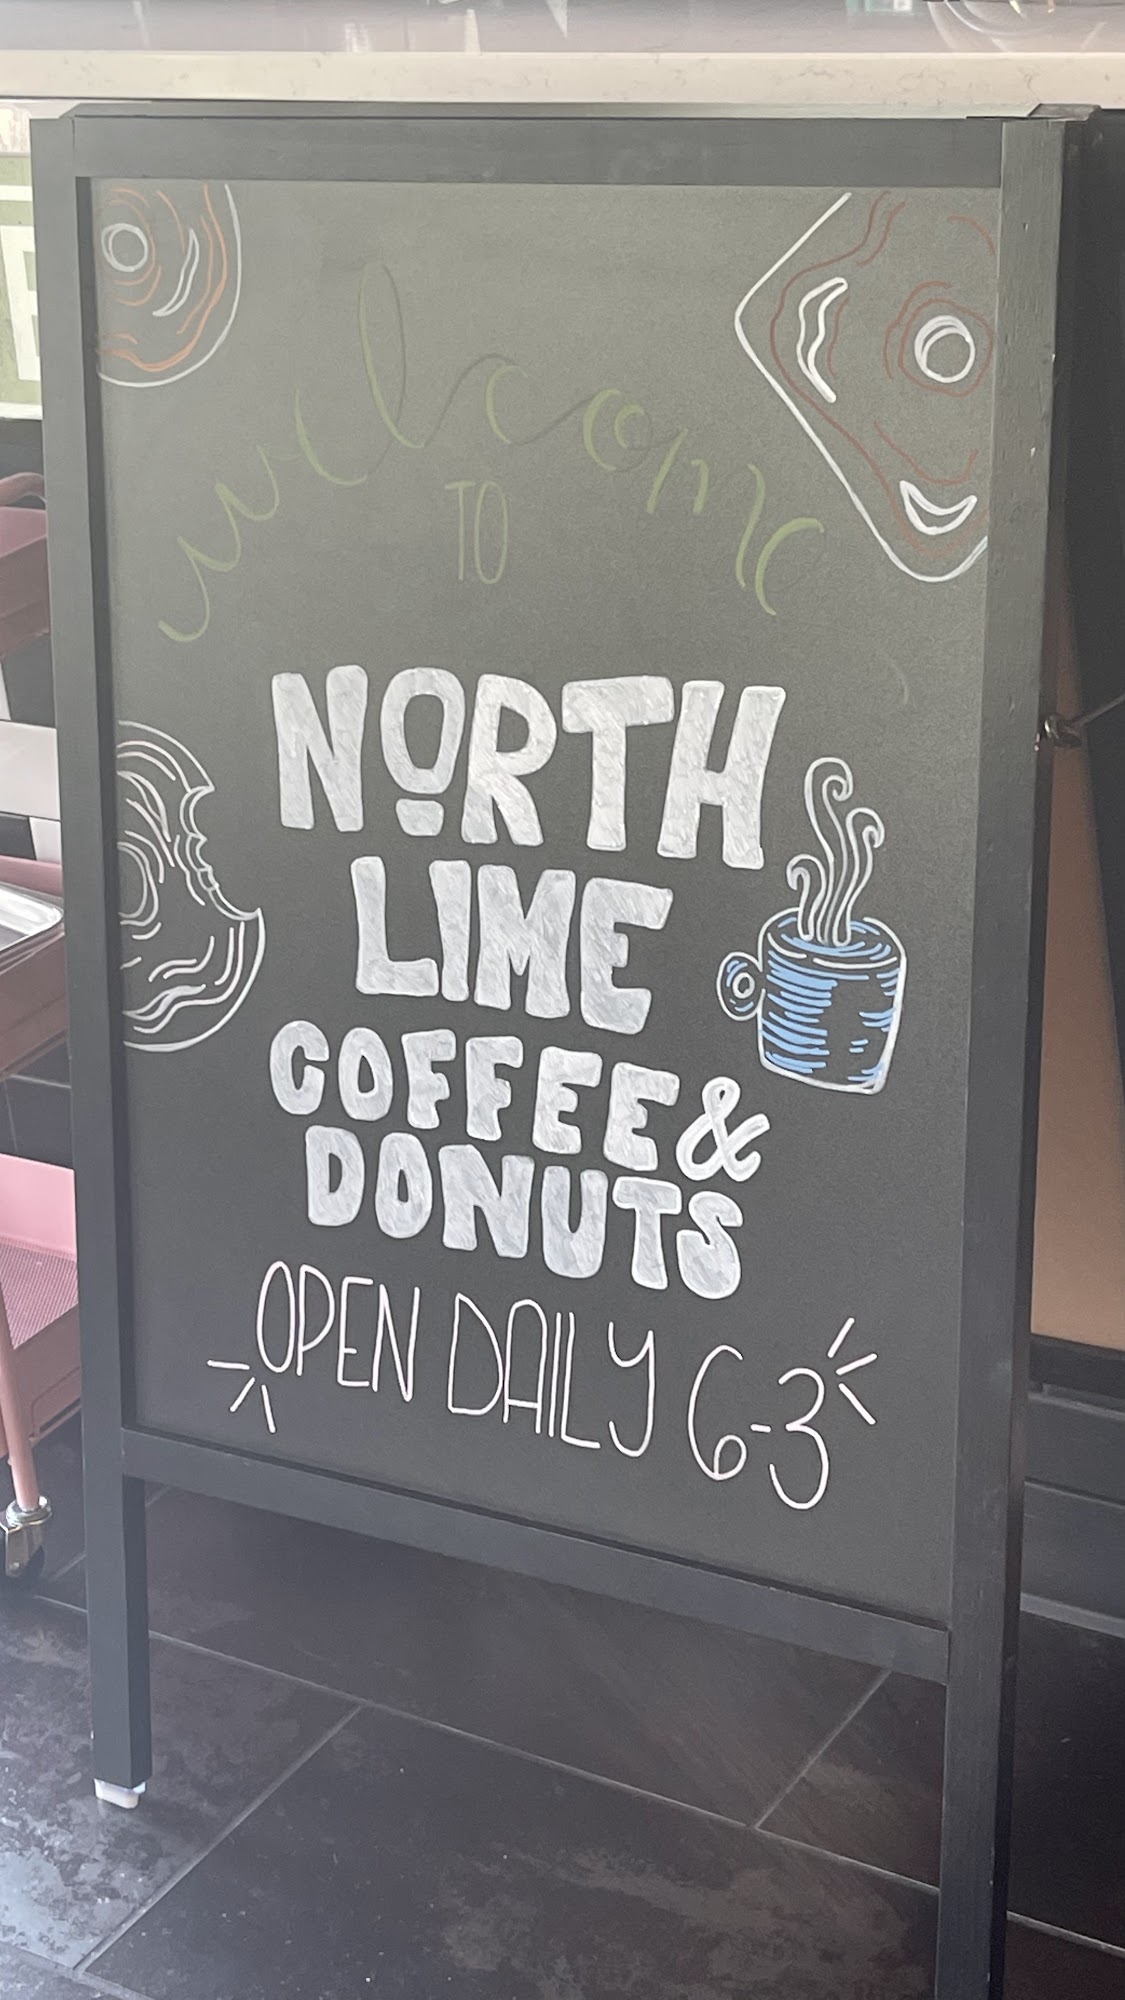 welcome
TO
NORTH
LIME
COFFEE &
DONUTS
OPEN DAILY 6-3